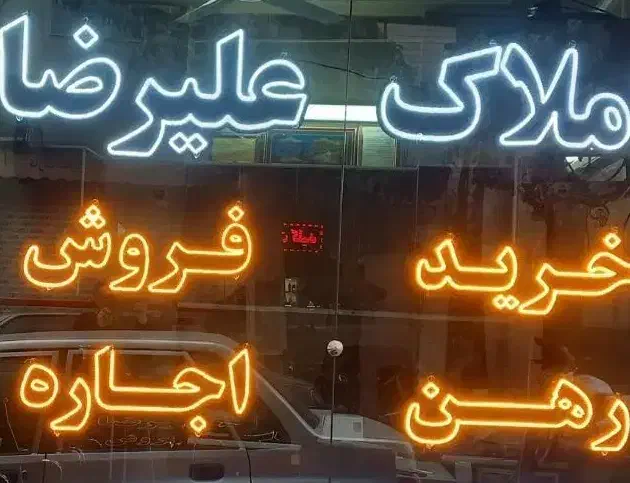 ملاک علیرضا
خرید فروش
رهن اجاره